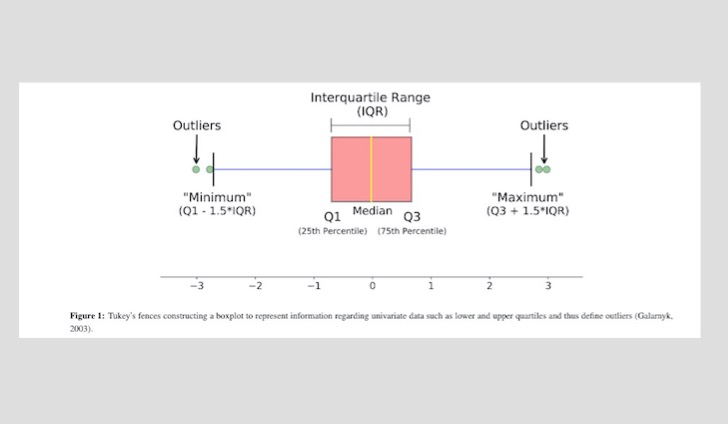 Interquartile Range
(IQR)
Outliers
Outliers
"Minimum"
(Q1 - 1.5*IQR)
"Maximum"
(Q3 + 1.5*IQR)
Q1
Median
Q3
(25th Percentile)
(75th Percentile)
−3
−2
−1
0
1
2
3
Figure 1: Tukey's fences constructing a boxplot to represent information regarding univariate data such as lower and upper quartiles and thus define outliers (Galarnyk,
2003).